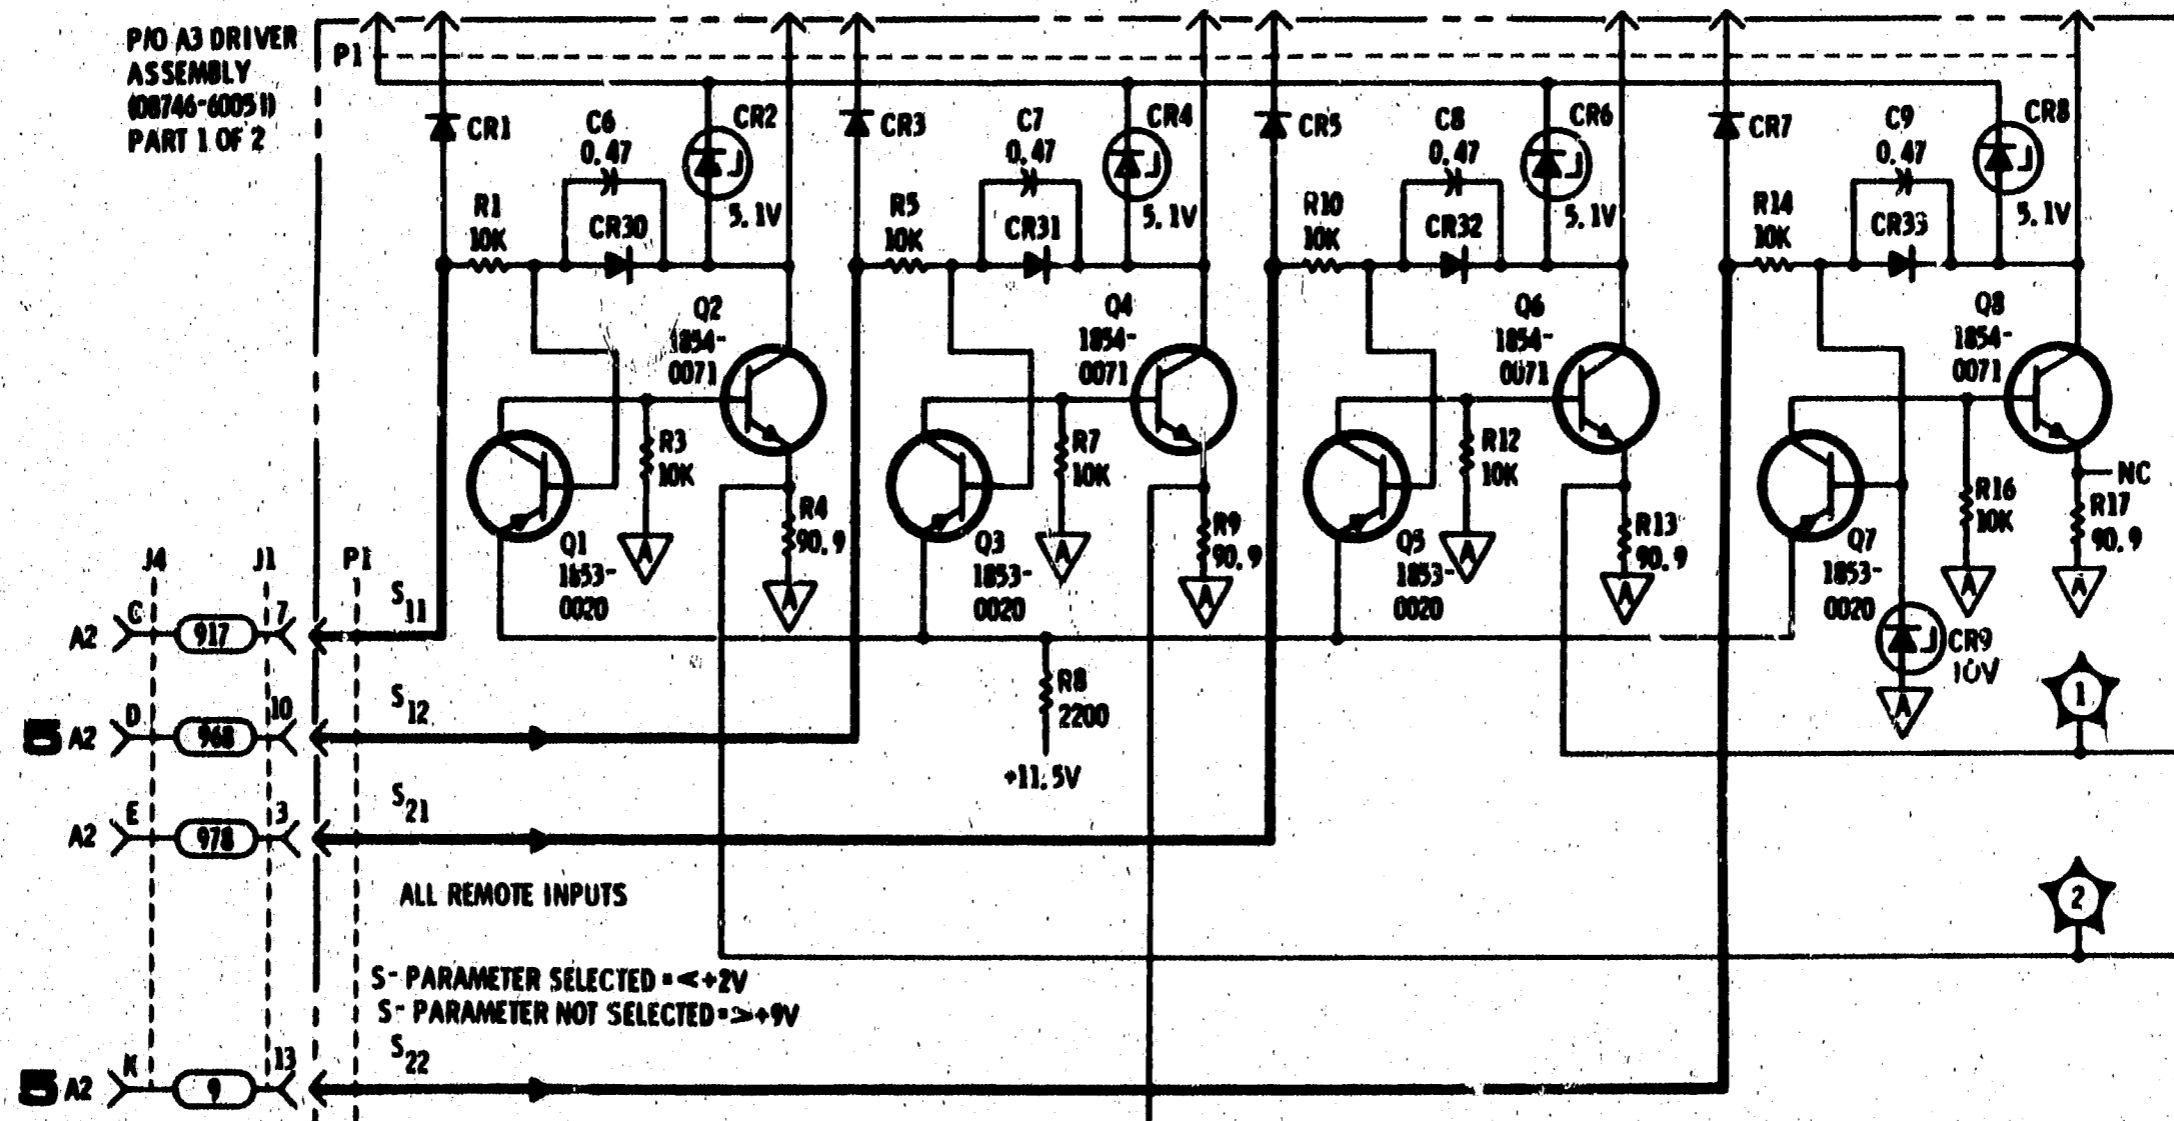 P/O A3 DRIVER
ASSEMBLY
(08746-60051)
PART 1 OF 2
P1
CR1
C6
0.47
CR2
5.1V
R1
10K
CR30
Q2
1854-
0071
R3
10K
R4
90.9
Q1
1853-
0020
A
A
CR3
C7
0.47
CR4
5.1V
R5
10K
CR31
Q4
1854-
0071
R7
10K
R9
90.9
Q3
1853-
0020
A
A
CR5
C8
0.47
CR6
5.1V
R10
10K
CR32
Q6
1854-
0071
R12
10K
R13
90.9
Q5
1853-
0020
A
A
CR7
C9
0.47
CR8
5.1V
R14
10K
CR33
Q8
1854-
0071
NC
R16
10K
R17
90.9
Q7
1853-
0020
A
A
CR9
10V
A
R8
2200
+11.5V
J4
J1
P1
A2 C 917 7 S11
5 A2 D 968 10 S12
A2 E 978 3 S21
ALL REMOTE INPUTS
S- PARAMETER SELECTED = < +2V
S- PARAMETER NOT SELECTED = > +9V
5 A2 K 9 13 S22
1
2